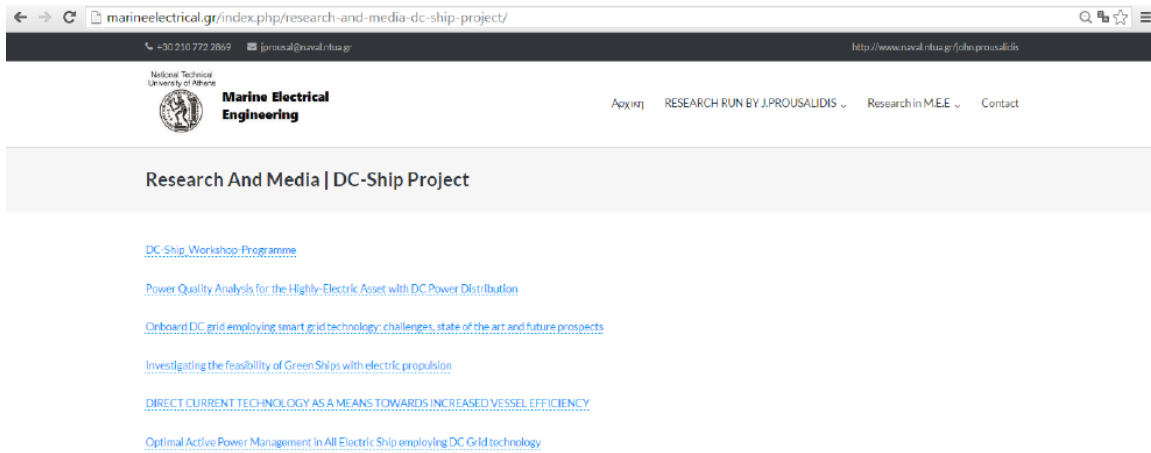 marineelectrical.gr/index.php/research-and-media-dc-ship-project/
+30 210 772 2869 jprousal@naval.ntua.gr http://www.naval.ntua.gr/john.prousalidis
National Technical
University of Athens
Marine Electrical
Engineering
Αρχικη RESEARCH RUN BY J.PROUSALIDIS Research in M.E.E Contact
Research And Media | DC-Ship Project
DC-Ship_Workshop-Programme
Power Quality Analysis for the Highly-Electric Asset with DC Power Distribution
Onboard DC grid employing smart grid technology: challenges, state of the art and future prospects
Investigating the feasibility of Green Ships with electric propulsion
DIRECT CURRENT TECHNOLOGY AS A MEANS TOWARDS INCREASED VESSEL EFFICIENCY
Optimal Active Power Management in All Electric Ship employing DC Grid technology